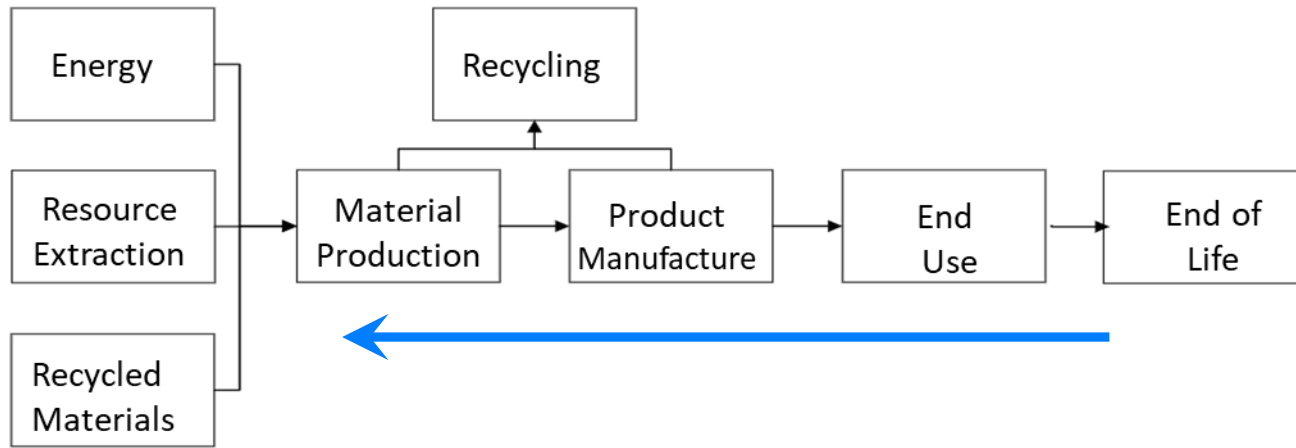 Energy
Recycling
Resource
Extraction
Material
Production
Product
Manufacture
End
Use
End of
Life
Recycled
Materials